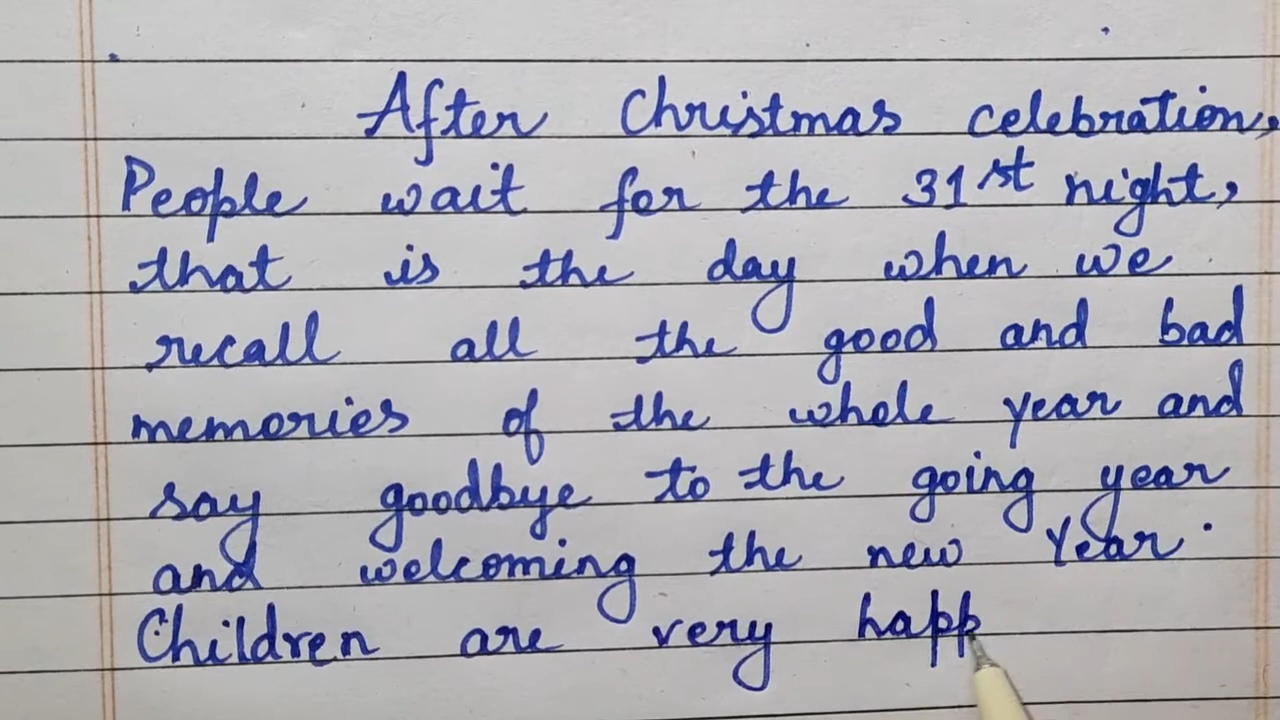 After Christmas celebration,
People wait for the 31st night,
that is the day when we
recall all the good and bad
memories of the whole year and
say goodbye to the going year
and welcoming the new Year.
Children are very happ